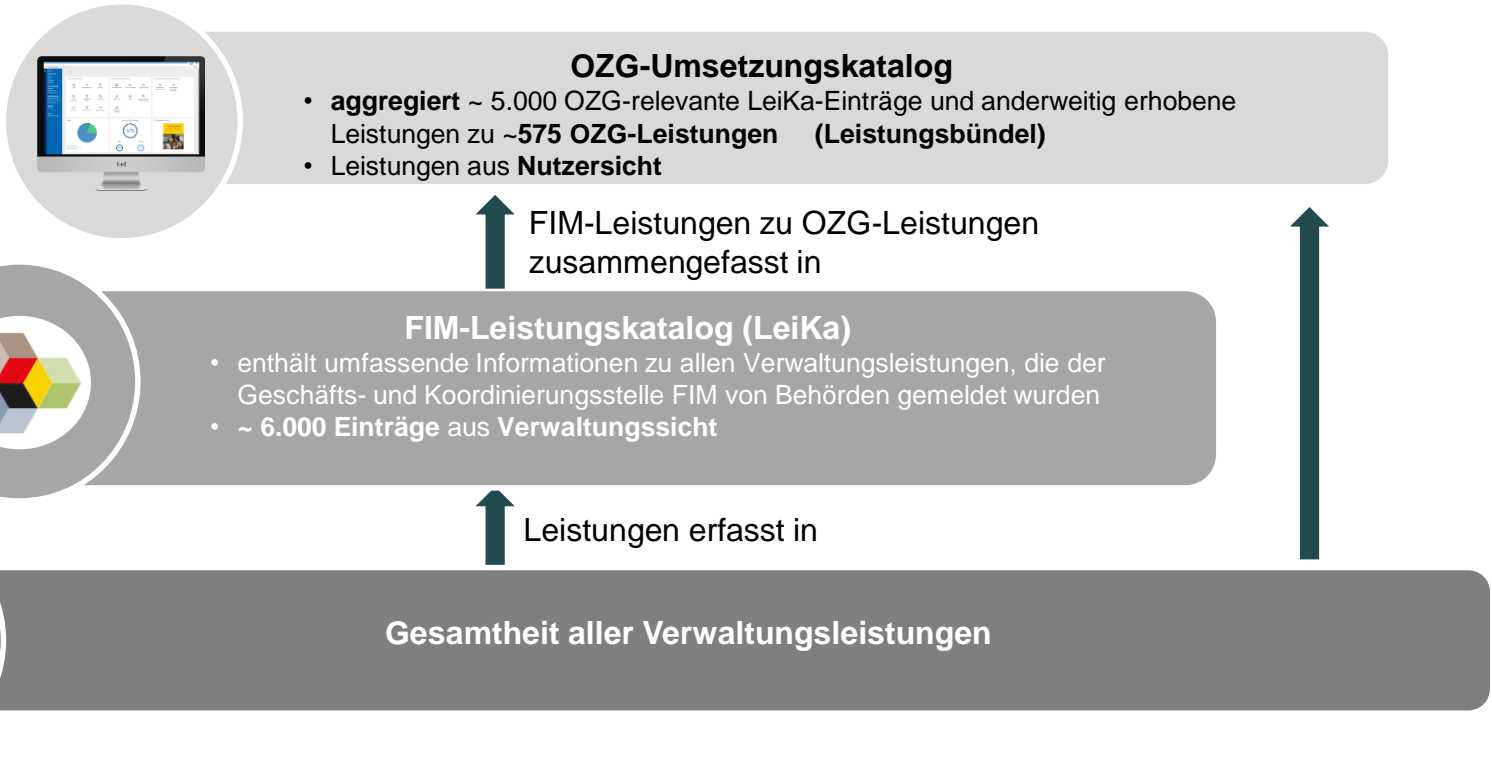 OZG-Umsetzungskatalog
• aggregiert ~ 5.000 OZG-relevante LeiKa-Einträge und anderweitig erhobene
Leistungen zu ~575 OZG-Leistungen (Leistungsbündel)
• Leistungen aus Nutzersicht
FIM-Leistungen zu OZG-Leistungen
zusammengefasst in
FIM-Leistungskatalog (LeiKa)
• enthält umfassende Informationen zu allen Verwaltungsleistungen, die der
Geschäfts- und Koordinierungsstelle FIM von Behörden gemeldet wurden
• ~ 6.000 Einträge aus Verwaltungssicht
Leistungen erfasst in
Gesamtheit aller Verwaltungsleistungen